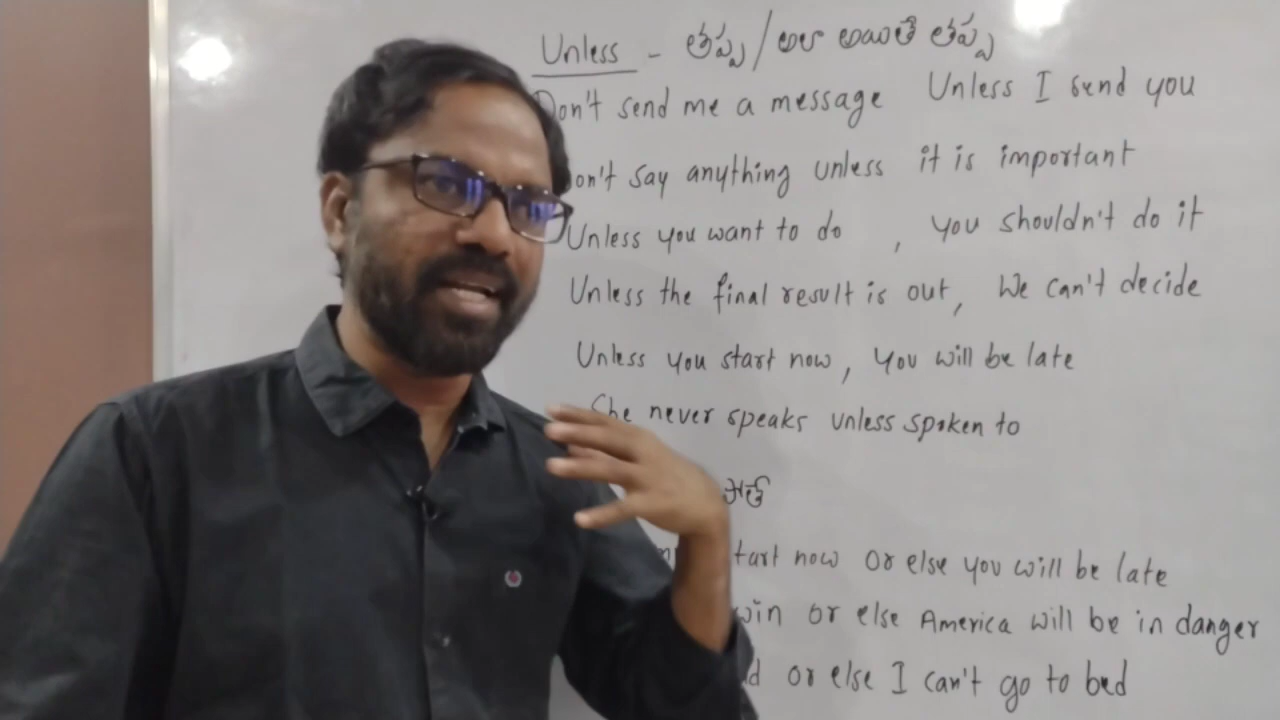 Unless - తప్ప / అలా అయితే తప్ప
Don't send me a message Unless I send you
on't say anything unless it is important
Unless you want to do , you shouldn't do it
Unless the final result is out, We can't decide
Unless you start now, you will be late
She never speaks unless spoken to
tart now or else you will be late
win or else America will be in danger
d or else I can't go to bed